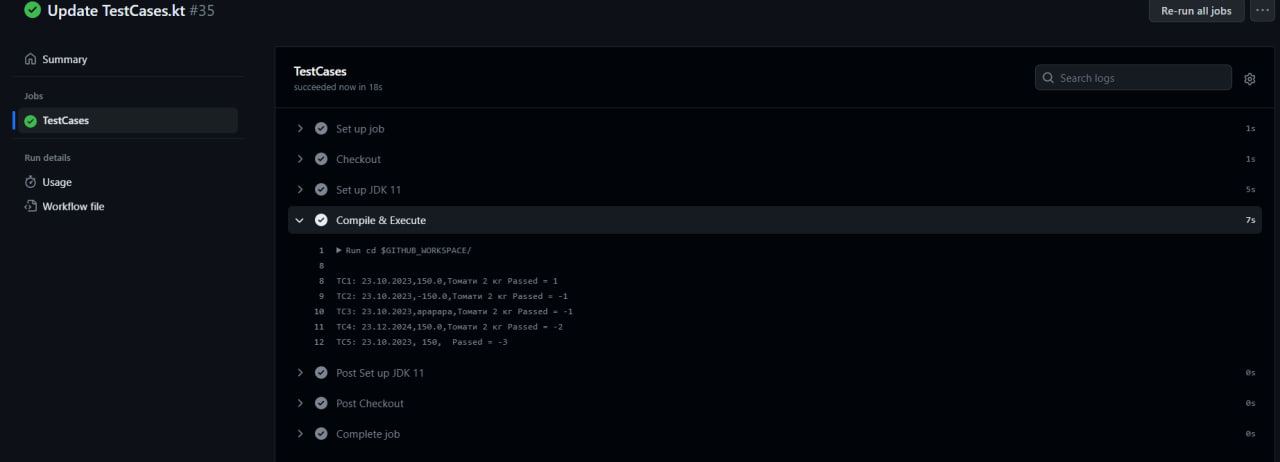 Update TestCases.kt #35
Re-run all jobs
Summary
Jobs
TestCases
Run details
Usage
Workflow file
TestCases
succeeded now in 18s
Search logs
Set up job 1s
Checkout 1s
Set up JDK 11 5s
Compile & Execute 7s
1 Run cd $GITHUB_WORKSPACE/
8
8 TC1: 23.10.2023,150.0,Томати 2 кг Passed = 1
9 TC2: 23.10.2023,-150.0,Томати 2 кг Passed = -1
10 TC3: 23.10.2023,apapapa,Томати 2 кг Passed = -1
11 TC4: 23.12.2024,150.0,Томати 2 кг Passed = -2
12 TC5: 23.10.2023, 150,  Passed = -3
Post Set up JDK 11 0s
Post Checkout 0s
Complete job 0s